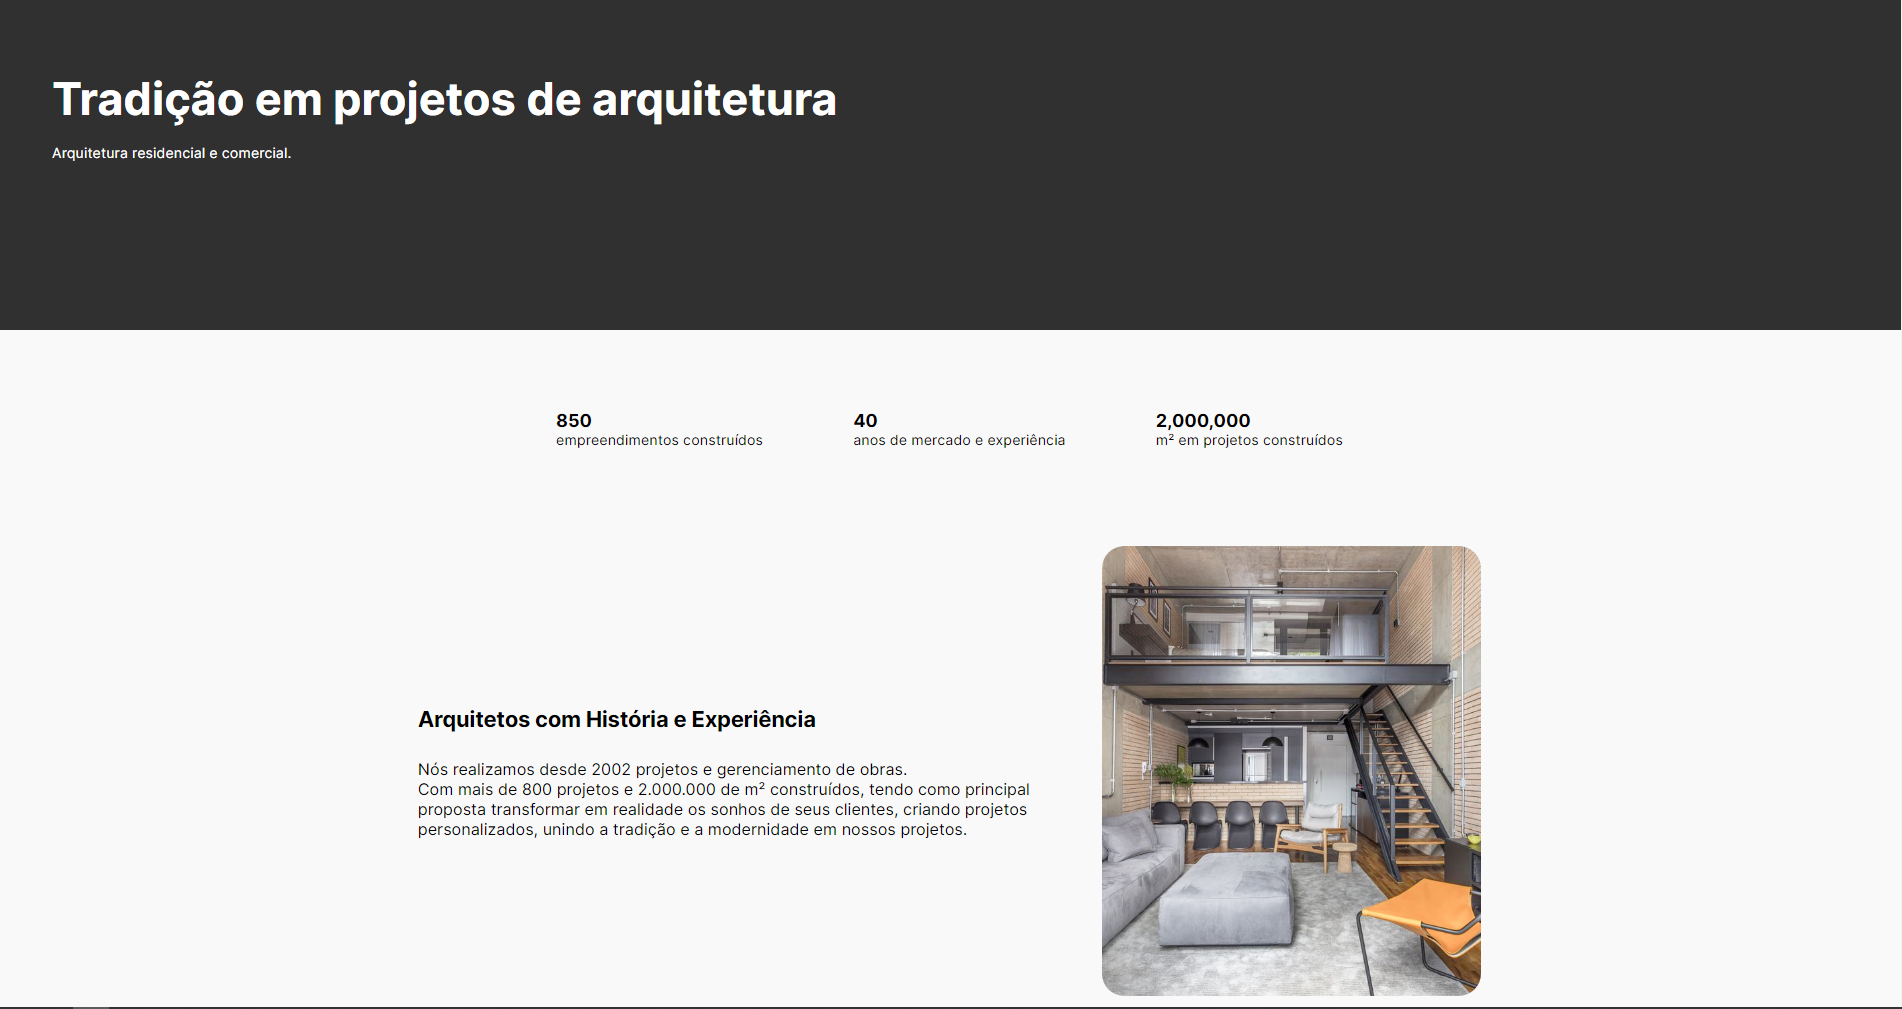 Tradição em projetos de arquitetura
Arquitetura residencial e comercial.
850
empreendimentos construídos
40
anos de mercado e experiência
2,000,000
m² em projetos construídos
Arquitetos com História e Experiência
Nós realizamos desde 2002 projetos e gerenciamento de obras.
Com mais de 800 projetos e 2.000.000 de m² construídos, tendo como principal
proposta transformar em realidade os sonhos de seus clientes, criando projetos
personalizados, unindo a tradição e a modernidade em nossos projetos.